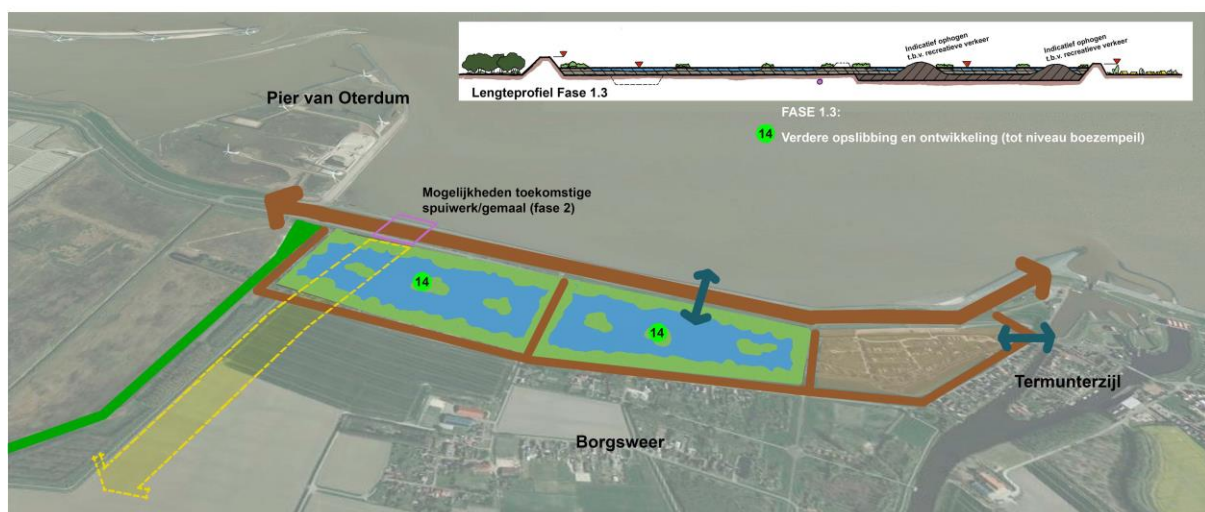 Indicatief ophogen
t.b.v. recreatieve verkeer
Indicatief ophogen
t.b.v. recreatieve verkeer
Lengteprofiel Fase 1.3
Pier van Oterdum
FASE 1.3:
14 Verdere opslibbing en ontwikkeling (tot niveau boezempeil)
Mogelijkheden toekomstige
spuiwerk/gemaal (fase 2)
14
14
Termunterzijl
Borgsweer